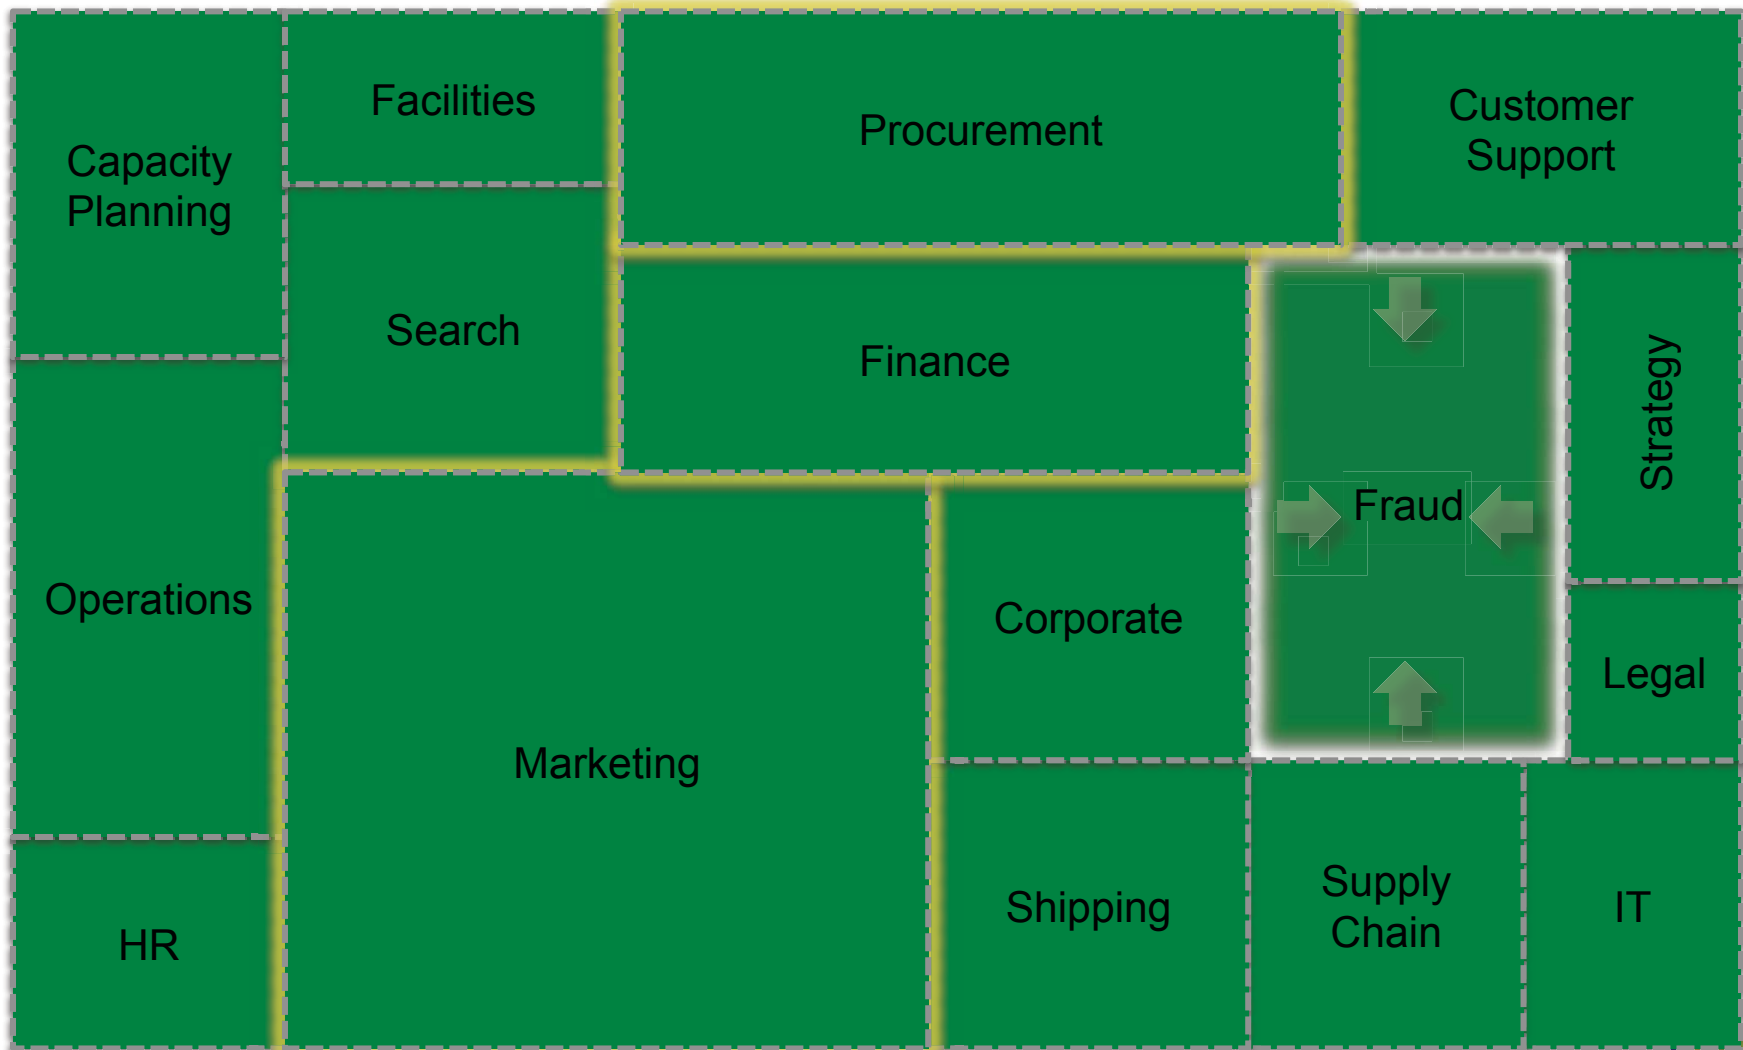 Facilities
Procurement
Customer
Support
Capacity
Planning
Search
Finance
Strategy
Fraud
Operations
Corporate
Legal
Marketing
Shipping
Supply
Chain
IT
HR